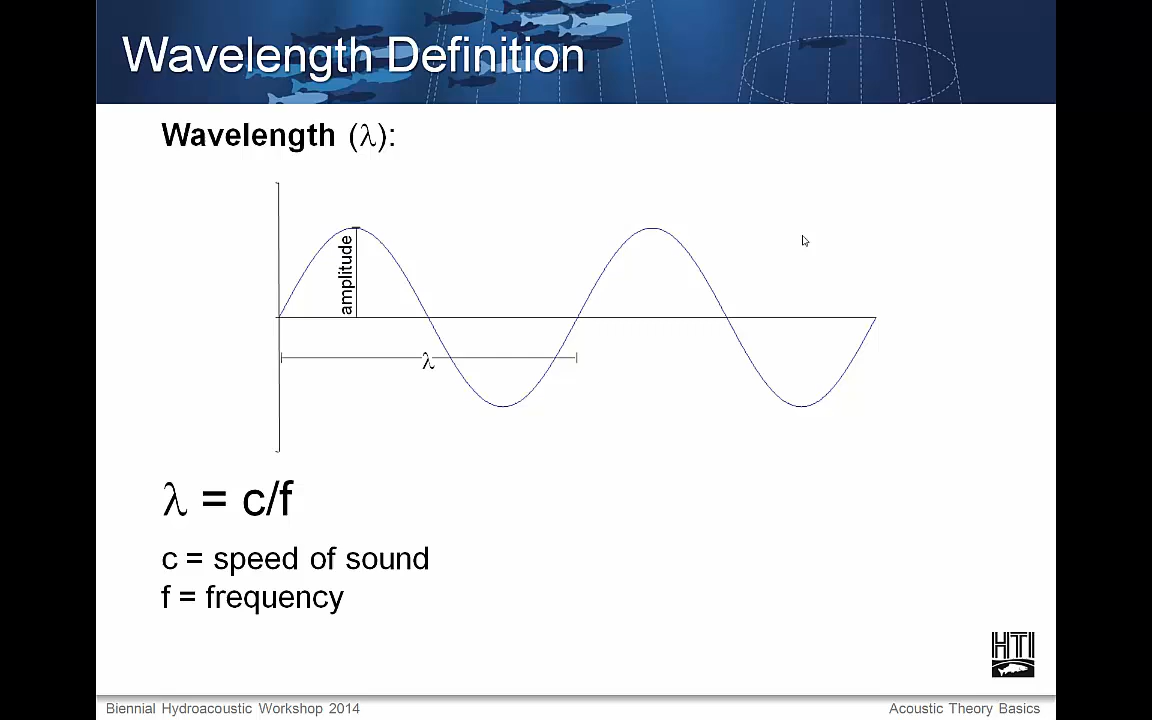 Wavelength Definition
Wavelength (λ):
amplitude
λ
λ = c/f
c = speed of sound
f = frequency
HTI
Biennial Hydroacoustic Workshop 2014
Acoustic Theory Basics